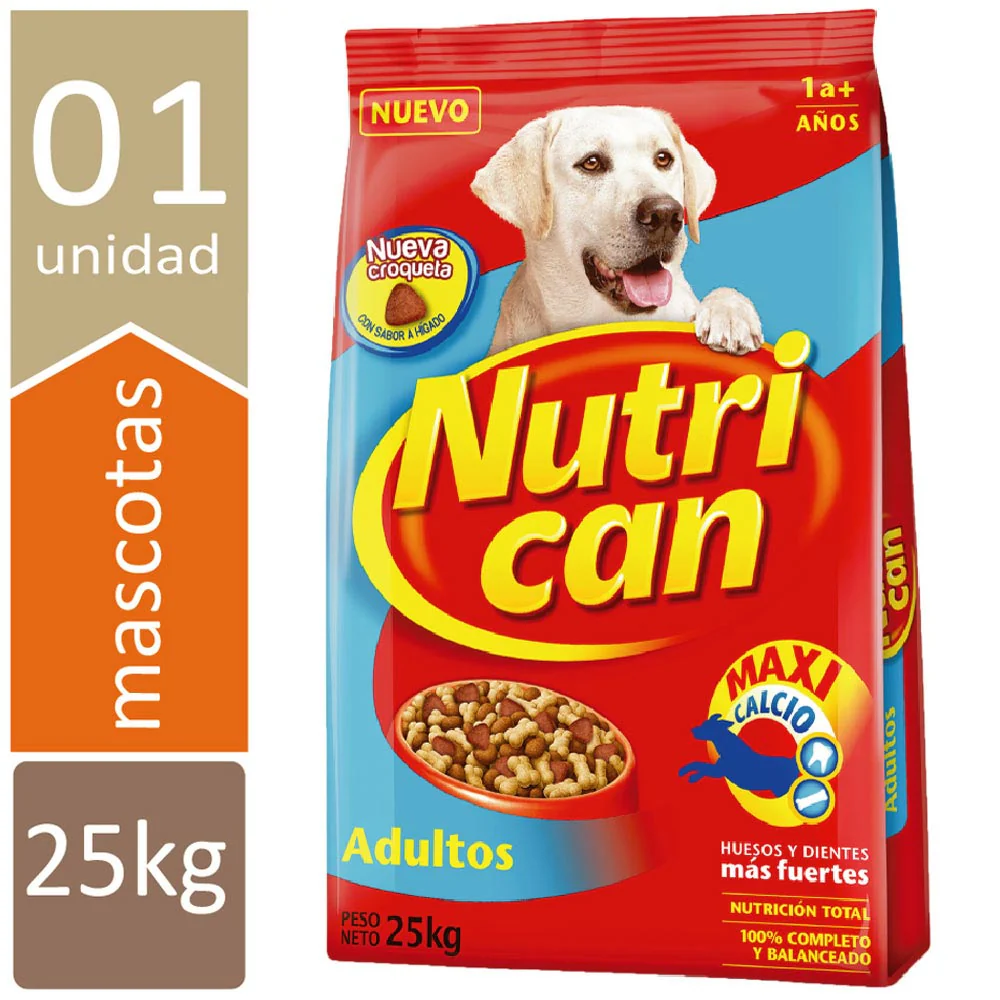 01
unidad
mascotas
25kg
NUEVO
1a+
AÑOS
Nueva
croqueta
CON SABOR A HÍGADO
Nutri
can
MAXI
CALCIO
HUESOS Y DIENTES
más fuertes
NUTRICIÓN TOTAL
100% COMPLETO
Y BALANCEADO
Adultos
PESO
NETO 25kg
can
Adultos